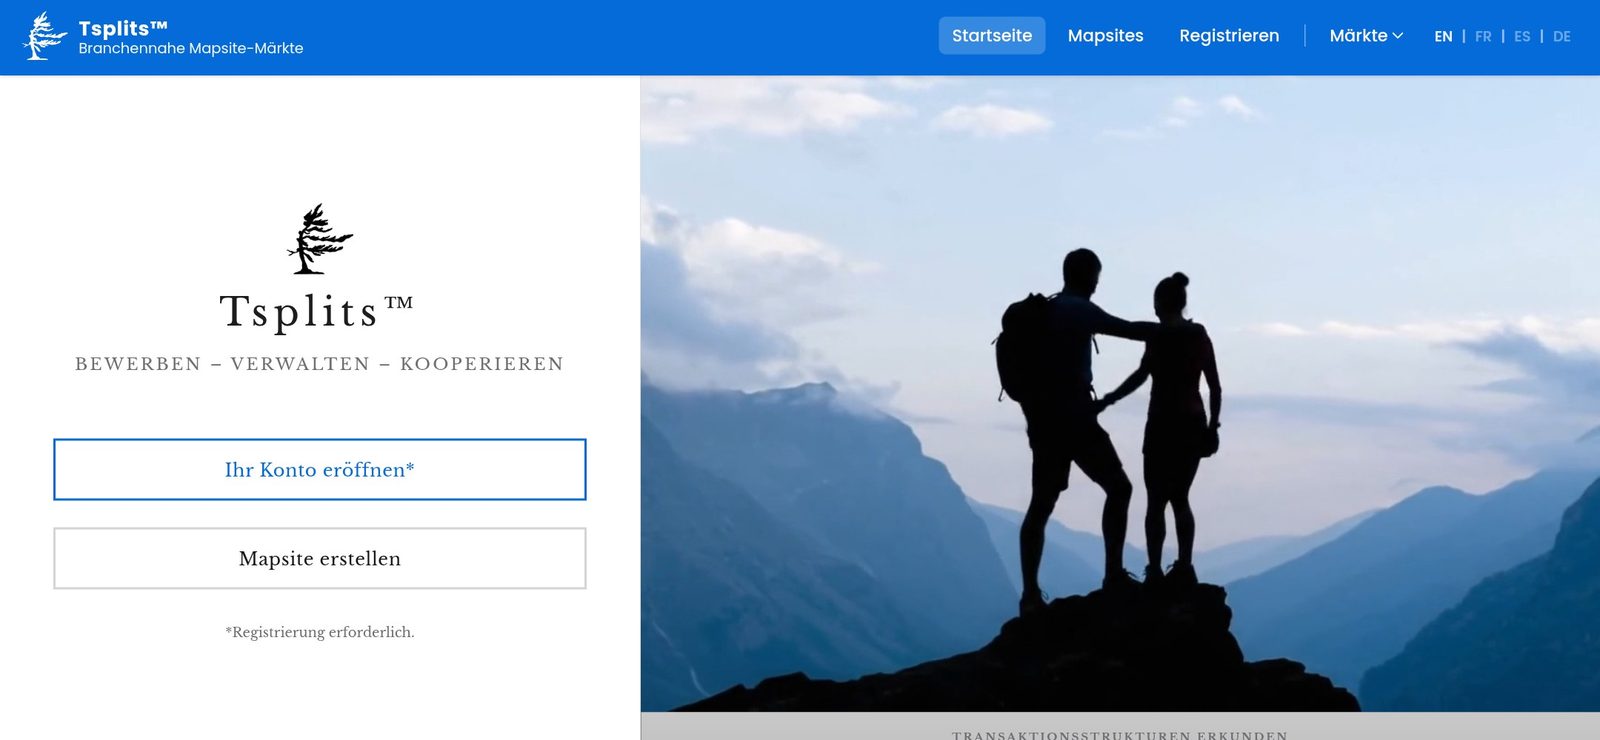 Tsplits™
Branchennahe Mapsite-Märkte
Startseite
Mapsites
Registrieren
Märkte
EN | FR | ES | DE
Tsplits™
BEWERBEN – VERWALTEN – KOOPERIEREN
Ihr Konto eröffnen*
Mapsite erstellen
*Registrierung erforderlich.
TRANSAKTIONSSTRUKTUREN ERKUNDEN